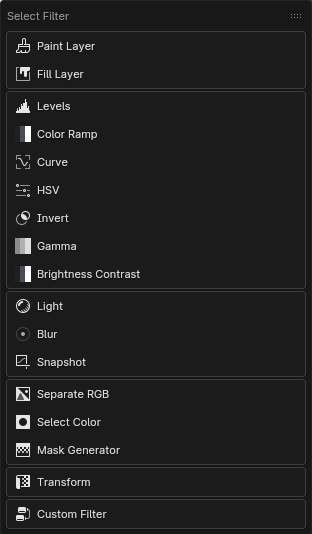 Select Filter
Paint Layer
Fill Layer
Levels
Color Ramp
Curve
HSV
Invert
Gamma
Brightness Contrast
Light
Blur
Snapshot
Separate RGB
Select Color
Mask Generator
Transform
Custom Filter